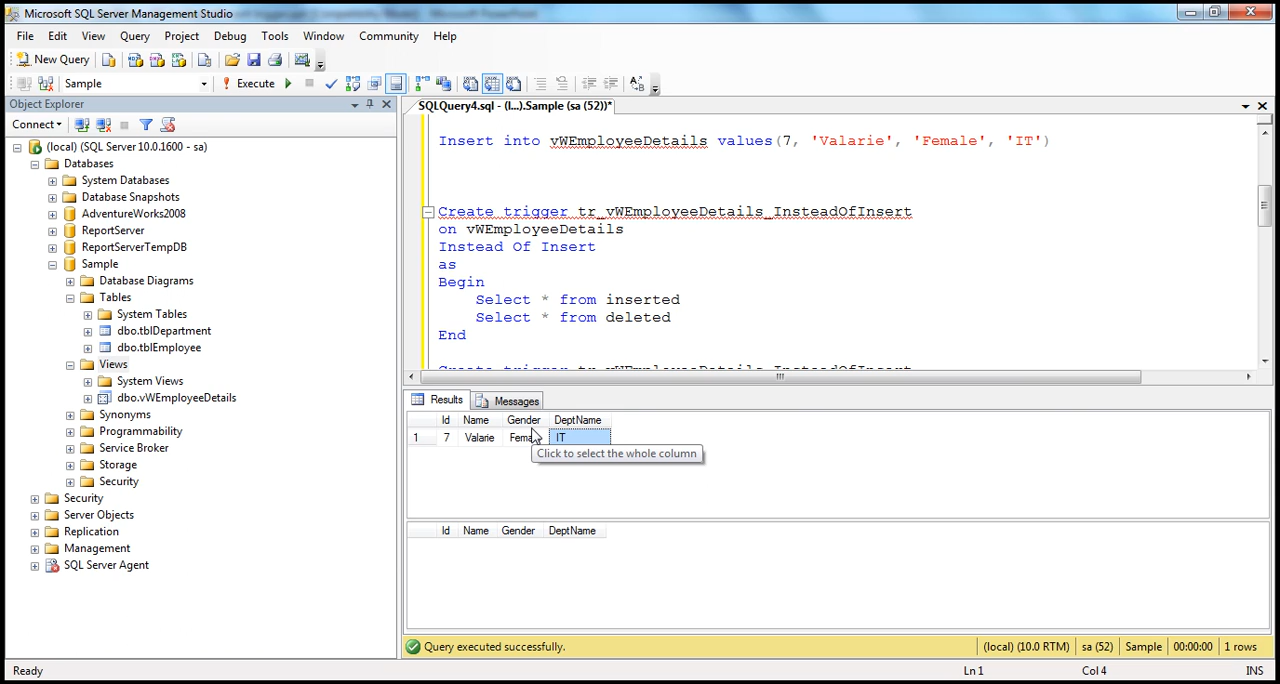 Microsoft SQL Server Management Studio
File Edit View Query Project Debug Tools Window Community Help
New Query
Sample Execute
Object Explorer
SQLQuery4.sql - (l...).Sample (sa (52))*
Connect
(local) (SQL Server 10.0.1600 - sa)
Databases
System Databases
Database Snapshots
AdventureWorks2008
ReportServer
ReportServerTempDB
Sample
Database Diagrams
Tables
System Tables
dbo.tblDepartment
dbo.tblEmployee
Views
System Views
dbo.vWEmployeeDetails
Synonyms
Programmability
Service Broker
Storage
Security
Security
Server Objects
Replication
Management
SQL Server Agent
Insert into vWEmployeeDetails values(7, 'Valarie', 'Female', 'IT')
Create trigger tr_vWEmployeeDetails_InsteadOfInsert
on vWEmployeeDetails
Instead Of Insert
as
Begin
Select * from inserted
Select * from deleted
End
Create trigger tr_vWEmployeeDetails_InsteadOfInsert
Results Messages
Id Name Gender DeptName
1 7 Valarie IT
Click to select the whole column
Id Name Gender DeptName
Query executed successfully. (local) (10.0 RTM) sa (52) Sample 00:00:00 1 rows
Ready Ln 1 Col 4 INS